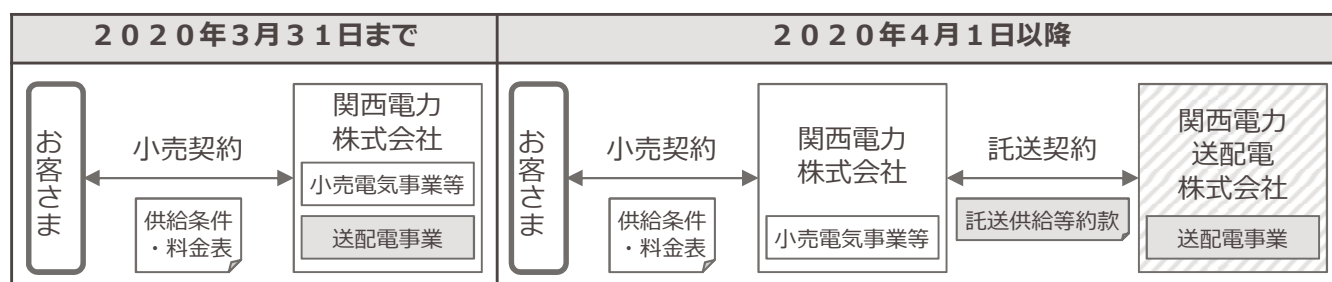 ２０２０年３月３１日まで
お客さま
小売契約
供給条件
・料金表
関西電力
株式会社
小売電気事業等
送配電事業
２０２０年４月１日以降
お客さま
小売契約
供給条件
・料金表
関西電力
株式会社
小売電気事業等
託送契約
託送供給等約款
関西電力
送配電
株式会社
送配電事業